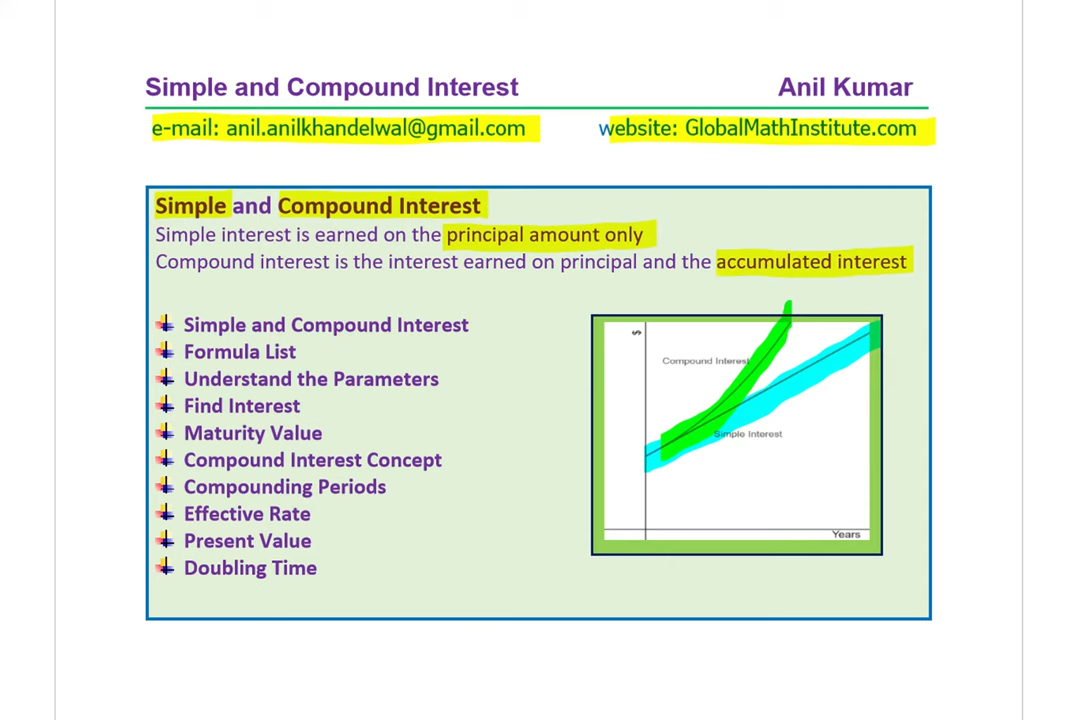 Simple and Compound Interest Anil Kumar
e-mail: anil.anilkhandelwal@gmail.com website: GlobalMathInstitute.com
Simple and Compound Interest
Simple interest is earned on the principal amount only
Compound interest is the interest earned on principal and the accumulated interest
Simple and Compound Interest
Formula List
Understand the Parameters
Find Interest
Maturity Value
Compound Interest Concept
Compounding Periods
Effective Rate
Present Value
Doubling Time
$
Compound Interest
Simple Interest
Years